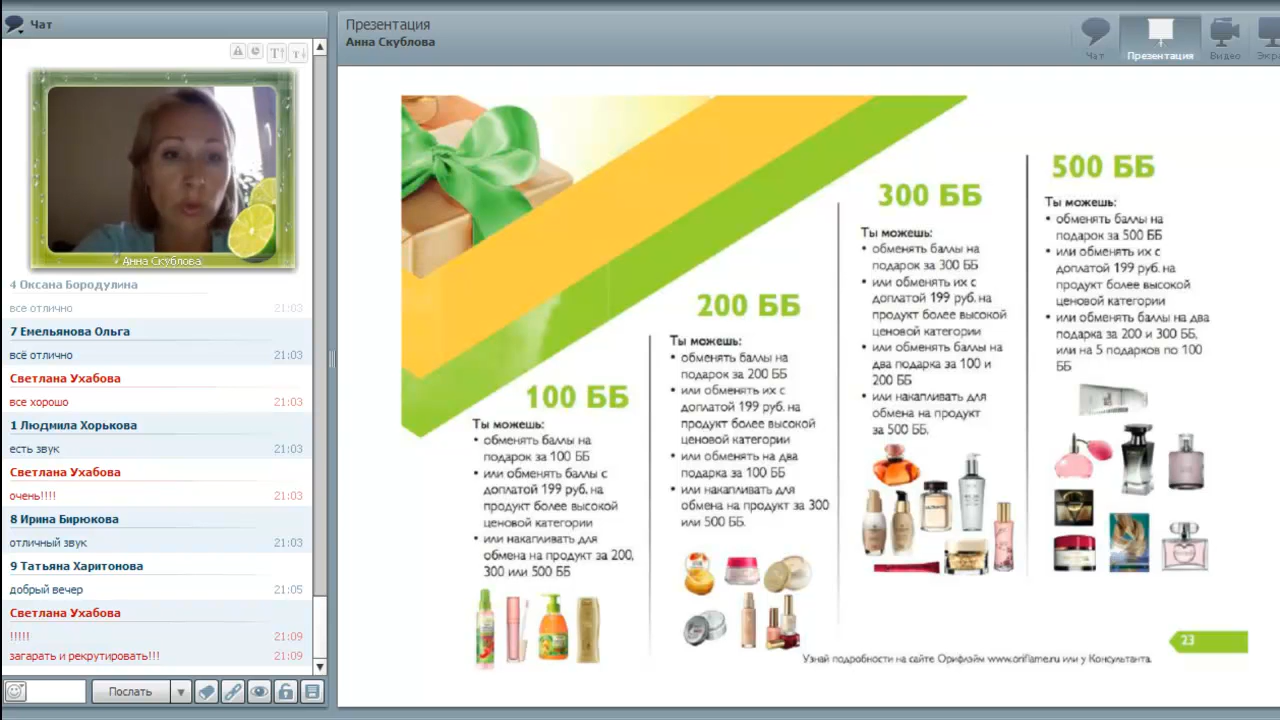 Чат
Анна Скублова
4 Оксана Бородулина
все отлично 21:03
7 Емельянова Ольга
всё отлично 21:03
Светлана Ухабова
все хорошо 21:03
1 Людмила Хорькова
есть звук 21:03
Светлана Ухабова
очень!!!! 21:03
8 Ирина Бирюкова
отличный звук 21:03
9 Татьяна Харитонова
добрый вечер 21:05
Светлана Ухабова
!!!!! 21:09
загарать и рекрутировать!!! 21:09
Послать
Презентация
Анна Скублова
Чат
Презентация
Видео
Экра
100 ББ
Ты можешь:
• обменять баллы на
подарок за 100 ББ
• или обменять баллы с
доплатой 199 руб. на
продукт более высокой
ценовой категории
• или накапливать для
обмена на продукт за 200,
300 или 500 ББ
200 ББ
Ты можешь:
• обменять баллы на
подарок за 200 ББ
• или обменять их с
доплатой 199 руб. на
продукт более высокой
ценовой категории
• или обменять на два
подарка за 100 ББ
• или накапливать для
обмена на продукт за 300
или 500 ББ.
300 ББ
Ты можешь:
• обменять баллы на
подарок за 300 ББ
• или обменять их с
доплатой 199 руб. на
продукт более высокой
ценовой категории
• или обменять баллы на
два подарка за 100 и
200 ББ
• или накапливать для
обмена на продукт
за 500 ББ.
500 ББ
Ты можешь:
• обменять баллы на
подарок за 500 ББ
• или обменять их с
доплатой 199 руб. на
продукт более высокой
ценовой категории
• или обменять баллы на два
подарка за 200 и 300 ББ,
или на 5 подарков по 100
ББ
23
Узнай подробности на сайте Орифлэйм www.oriflame.ru или у Консультанта.